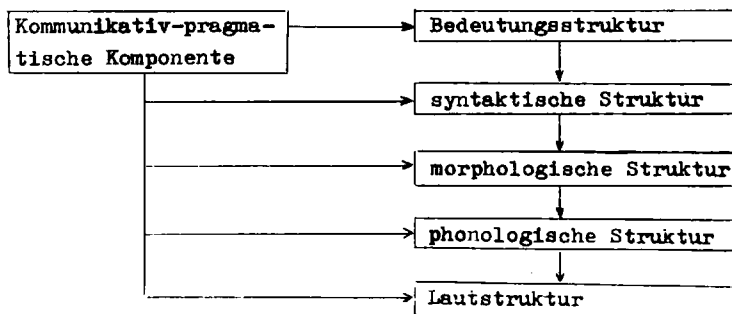 Kommunikativ-pragma-
tische Komponente
Bedeutungsstruktur
syntaktische Struktur
morphologische Struktur
phonologische Struktur
Lautstruktur